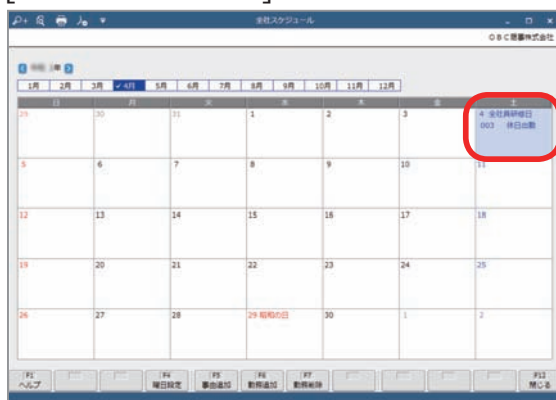 全社スケジュール
OBC商事株式会社
1月 2月 3月 ✓4月 5月 6月 7月 8月 9月 10月 11月 12月
日 月 火 水 木 金 土
29 30 31 1 2 3 4 全社員研修日
003 休日出勤
5 6 7 8 9 10 11
12 13 14 15 16 17 18
19 20 21 22 23 24 25
26 27 28 29 昭和の日 30 1 2
F1 F4 F5 F6 F7 F12
ヘルプ 曜日設定 事由追加 勤務追加 勤務削除 閉じる